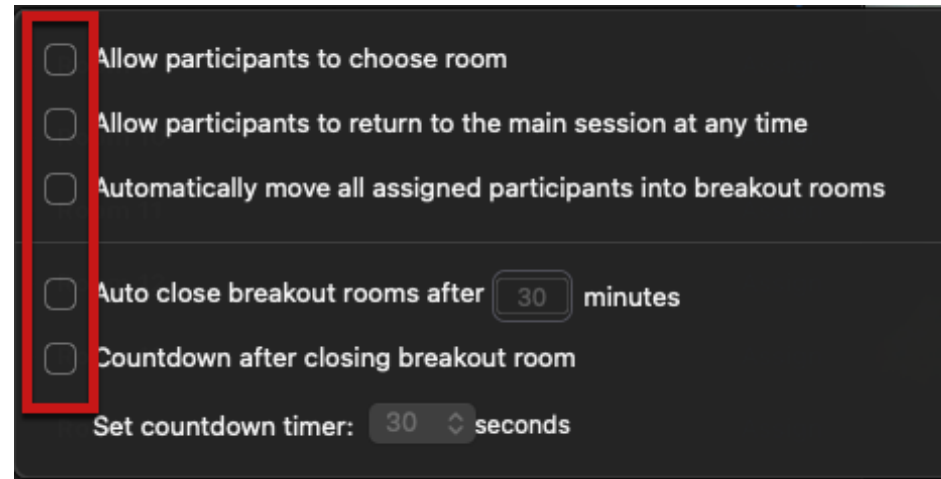 Allow participants to choose room
Allow participants to return to the main session at any time
Automatically move all assigned participants into breakout rooms
Auto close breakout rooms after 30 minutes
Countdown after closing breakout room
Set countdown timer: 30 seconds